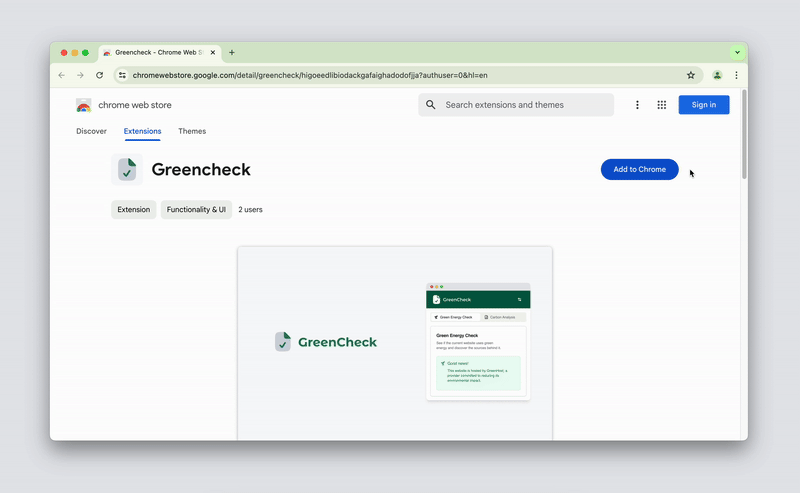 Greencheck - Chrome Web S
chromewebstore.google.com/detail/greencheck/higoeedlibiodackgafaighadodofjja?authuser=0&hl=en
chrome web store
Search extensions and themes
Sign in
Discover
Extensions
Themes
Greencheck
Add to Chrome
Extension
Functionality & UI
2 users
GreenCheck
GreenCheck
Green Energy Check
Carbon Analysis
Green Energy Check
See if the current website uses green
energy and discover the sources behind it.
Good news!
This website is hosted by GreenHost, a
provider committed to reducing its
environmental impact.